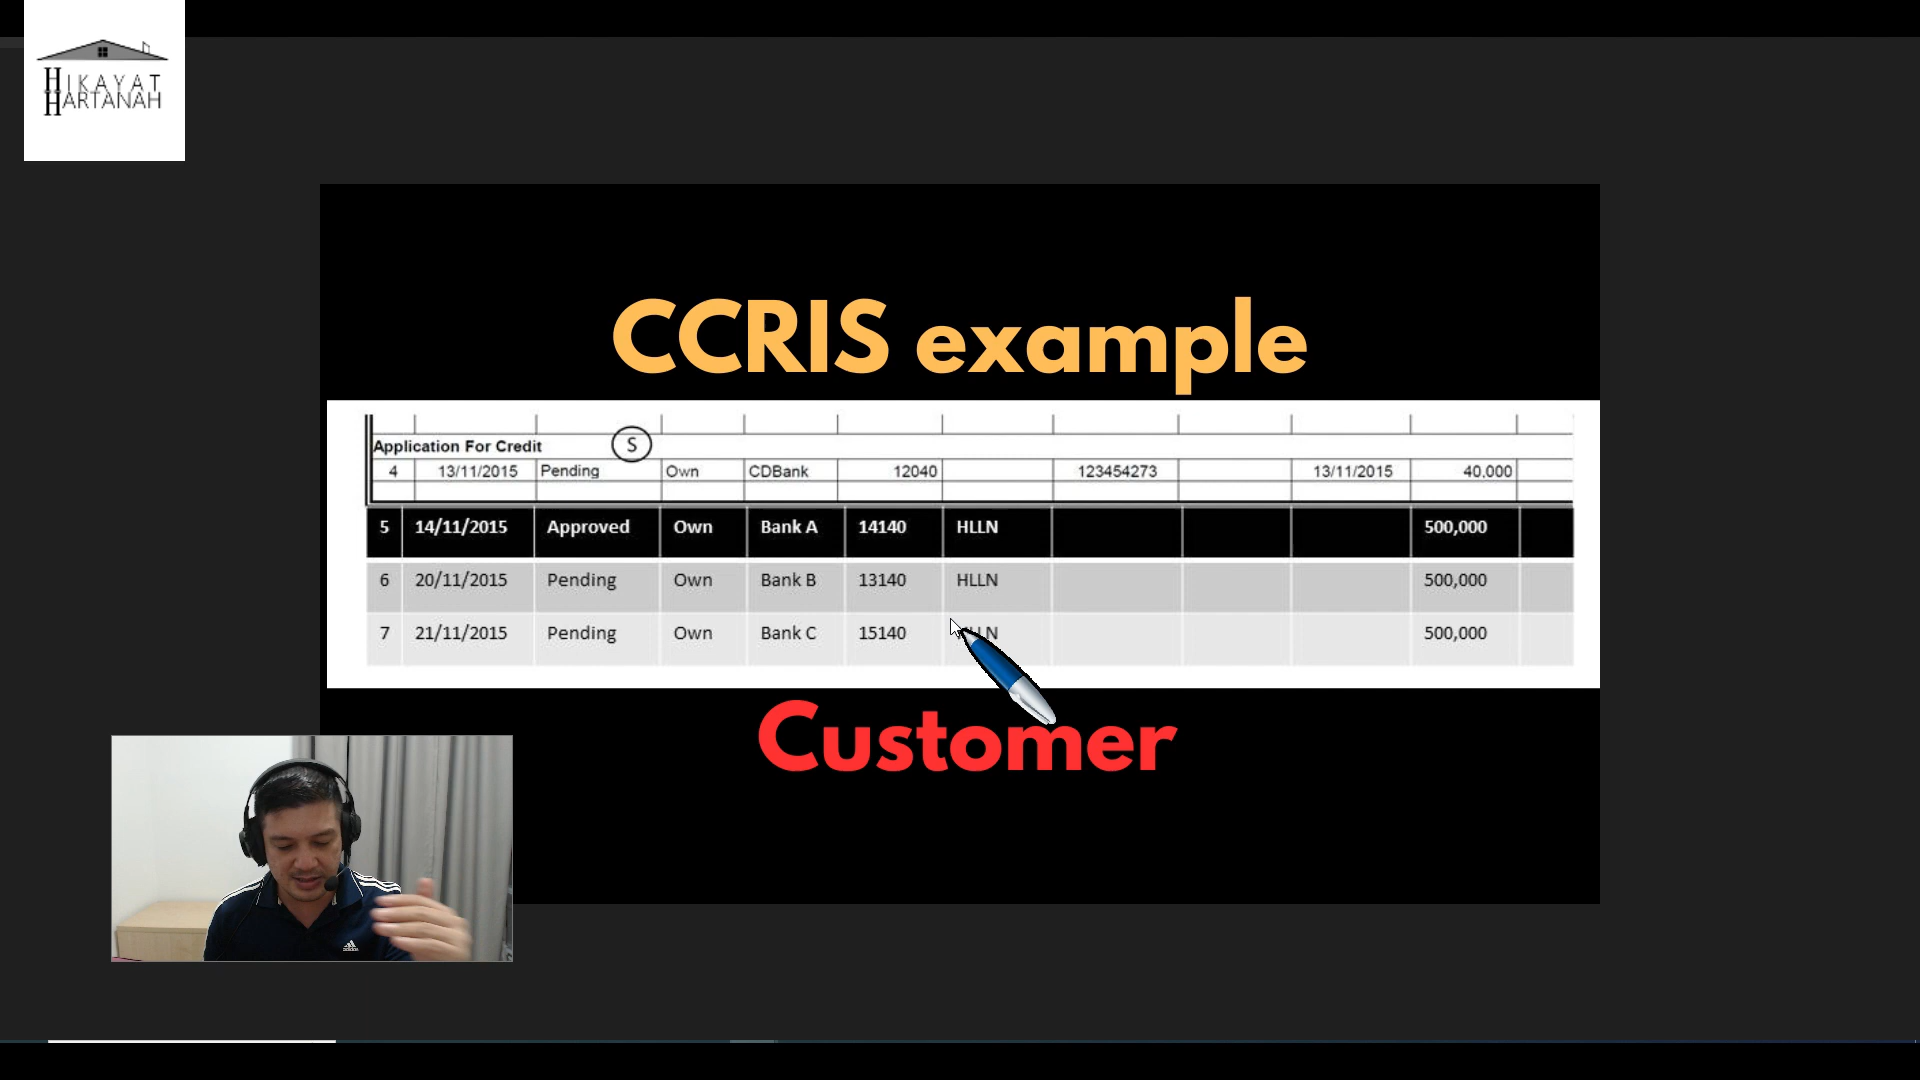 HIKAYAT
HARTANAH
CCRIS example
Application For Credit S
4 13/11/2015 Pending Own CDBank 12040 123454273 13/11/2015 40,000
5 14/11/2015 Approved Own Bank A 14140 HLLN 500,000
6 20/11/2015 Pending Own Bank B 13140 HLLN 500,000
7 21/11/2015 Pending Own Bank C 15140 500,000
Customer